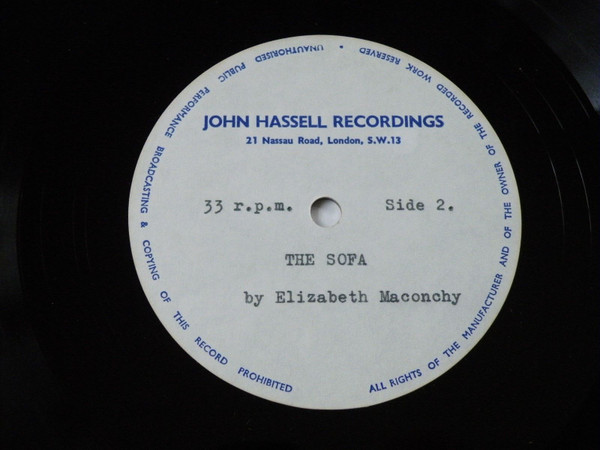 ALL RIGHTS OF THE MANUFACTURER AND OF THE OWNER OF THE RECORDED WORK RESERVED • UNAUTHORISED PUBLIC PERFORMANCE BROADCASTING & COPYING OF THIS RECORD PROHIBITED
JOHN HASSELL RECORDINGS
21 Nassau Road, London, S.W.13
33 r.p.m. Side 2.
THE SOFA
by Elizabeth Maconchy